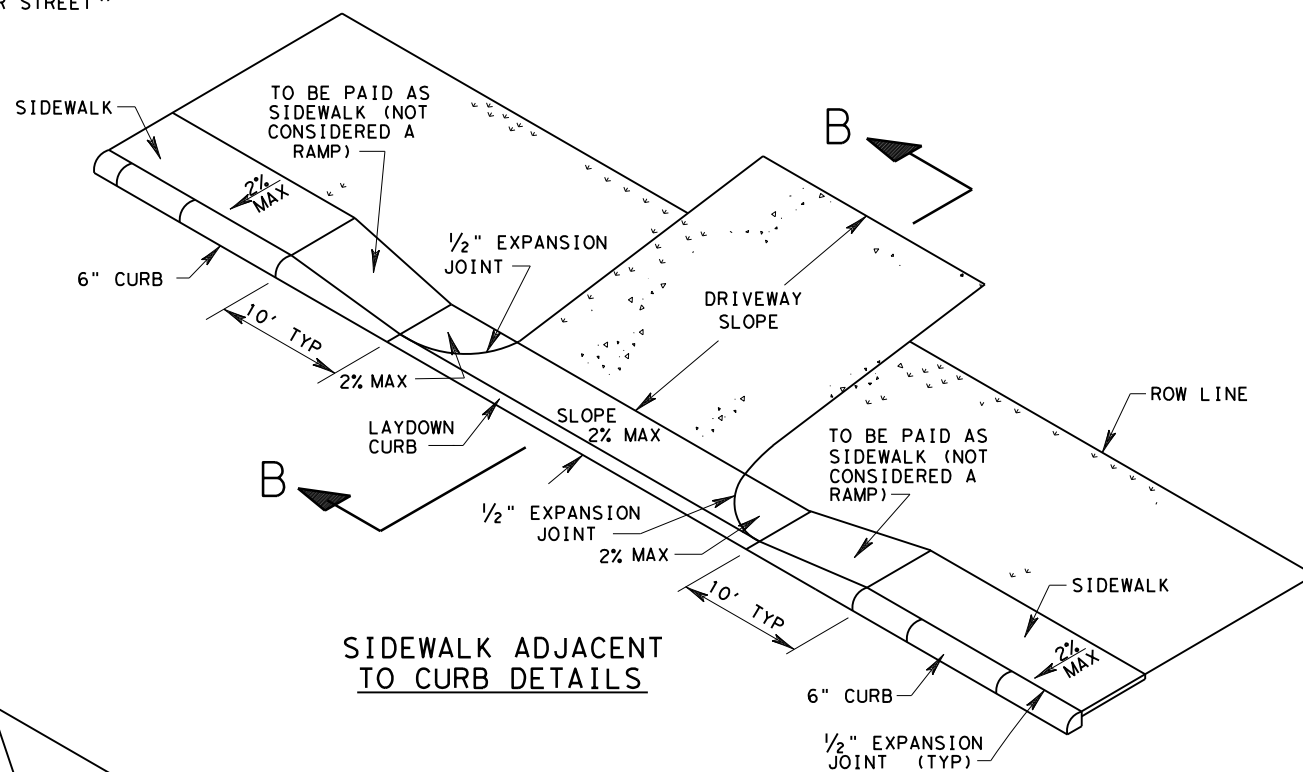 R STREET"
SIDEWALK
TO BE PAID AS
SIDEWALK (NOT
CONSIDERED A
RAMP)
B
2%
MAX
1/2" EXPANSION
JOINT
6" CURB
DRIVEWAY
SLOPE
10' TYP
2% MAX
ROW LINE
SLOPE
2% MAX
LAYDOWN
CURB
TO BE PAID AS
SIDEWALK (NOT
CONSIDERED A
RAMP)
B
1/2" EXPANSION
JOINT
2% MAX
SIDEWALK
10' TYP
SIDEWALK ADJACENT
TO CURB DETAILS
2%
MAX
6" CURB
1/2" EXPANSION
JOINT (TYP)